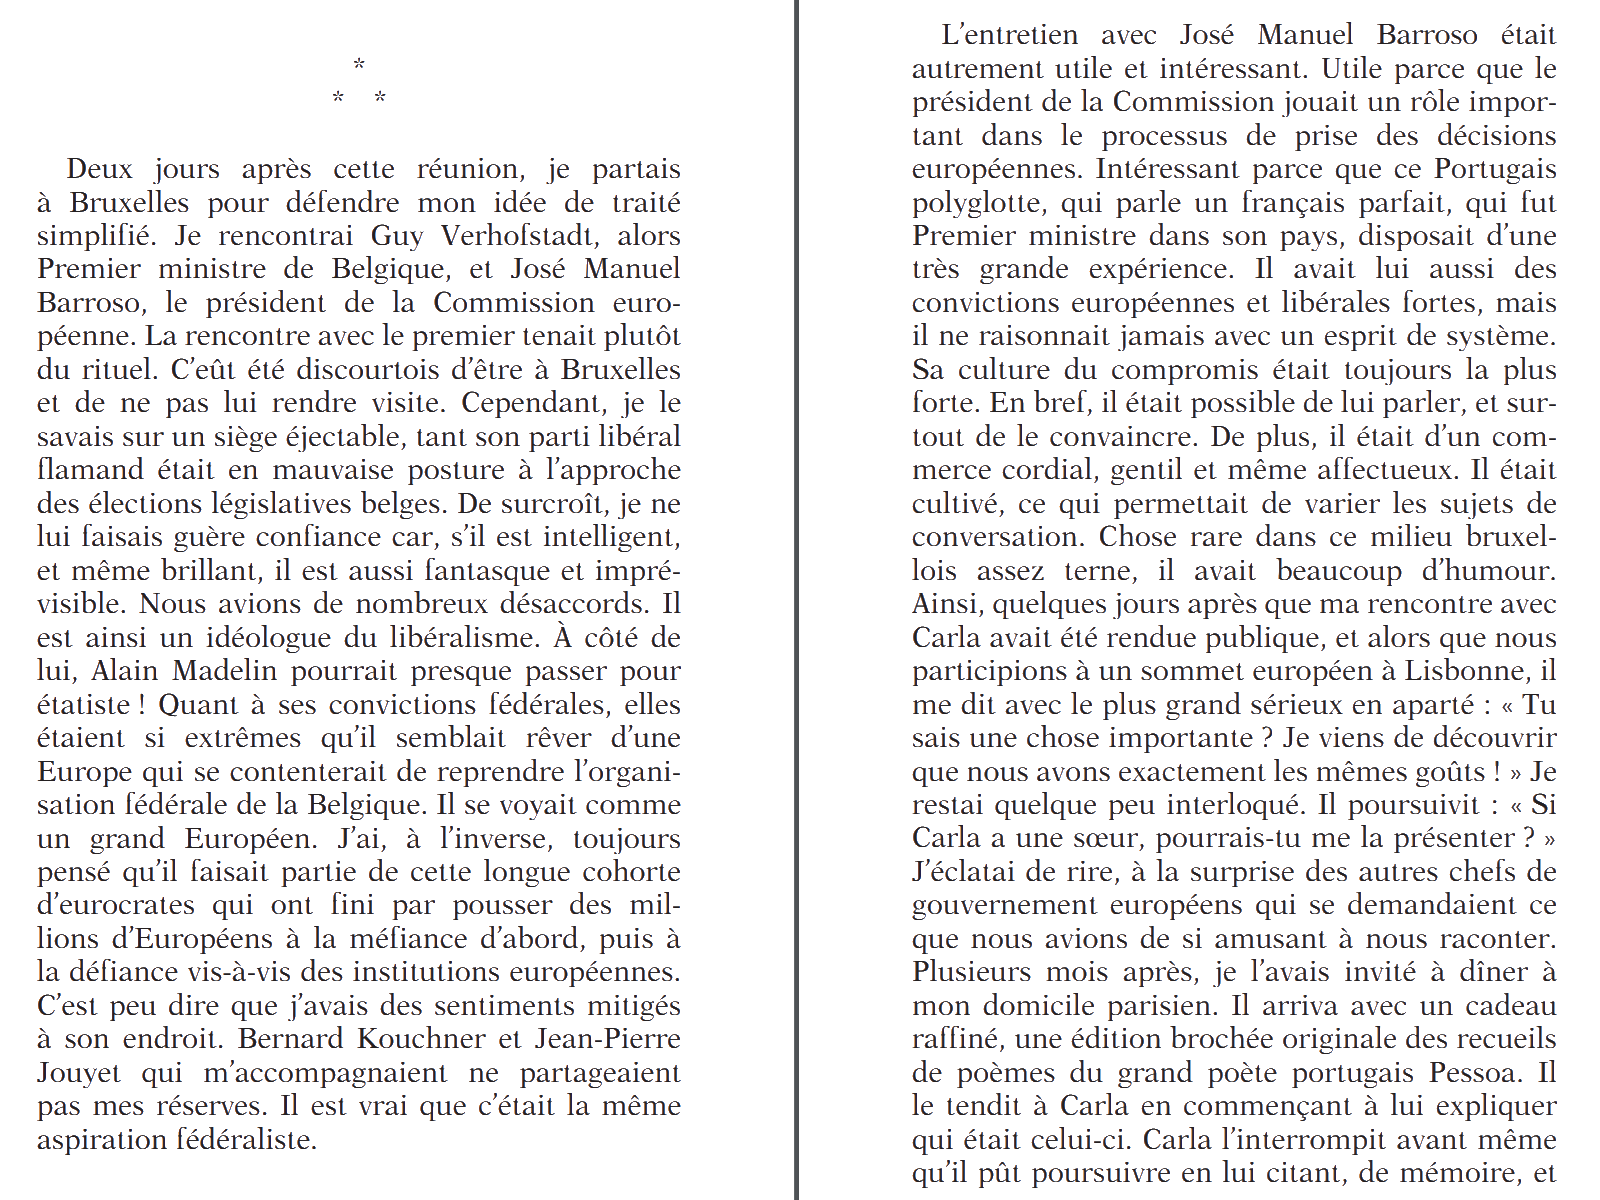 *
* *
Deux jours après cette réunion, je partais
à Bruxelles pour défendre mon idée de traité
simplifié. Je rencontrai Guy Verhofstadt, alors
Premier ministre de Belgique, et José Manuel
Barroso, le président de la Commission euro-
péenne. La rencontre avec le premier tenait plutôt
du rituel. C’eût été discourtois d’être à Bruxelles
et de ne pas lui rendre visite. Cependant, je le
savais sur un siège éjectable, tant son parti libéral
flamand était en mauvaise posture à l’approche
des élections législatives belges. De surcroît, je ne
lui faisais guère confiance car, s’il est intelligent,
et même brillant, il est aussi fantasque et impré-
visible. Nous avions de nombreux désaccords. Il
est ainsi un idéologue du libéralisme. À côté de
lui, Alain Madelin pourrait presque passer pour
étatiste ! Quant à ses convictions fédérales, elles
étaient si extrêmes qu’il semblait rêver d’une
Europe qui se contenterait de reprendre l’organi-
sation fédérale de la Belgique. Il se voyait comme
un grand Européen. J’ai, à l’inverse, toujours
pensé qu’il faisait partie de cette longue cohorte
d’eurocrates qui ont fini par pousser des mil-
lions d’Européens à la méfiance d’abord, puis à
la défiance vis-à-vis des institutions européennes.
C’est peu dire que j’avais des sentiments mitigés
à son endroit. Bernard Kouchner et Jean-Pierre
Jouyet qui m’accompagnaient ne partageaient
pas mes réserves. Il est vrai que c’était la même
aspiration fédéraliste.
L’entretien avec José Manuel Barroso était
autrement utile et intéressant. Utile parce que le
président de la Commission jouait un rôle impor-
tant dans le processus de prise des décisions
européennes. Intéressant parce que ce Portugais
polyglotte, qui parle un français parfait, qui fut
Premier ministre dans son pays, disposait d’une
très grande expérience. Il avait lui aussi des
convictions européennes et libérales fortes, mais
il ne raisonnait jamais avec un esprit de système.
Sa culture du compromis était toujours la plus
forte. En bref, il était possible de lui parler, et sur-
tout de le convaincre. De plus, il était d’un com-
merce cordial, gentil et même affectueux. Il était
cultivé, ce qui permettait de varier les sujets de
conversation. Chose rare dans ce milieu bruxel-
lois assez terne, il avait beaucoup d’humour.
Ainsi, quelques jours après que ma rencontre avec
Carla avait été rendue publique, et alors que nous
participions à un sommet européen à Lisbonne, il
me dit avec le plus grand sérieux en aparté : « Tu
sais une chose importante ? Je viens de découvrir
que nous avons exactement les mêmes goûts ! » Je
restai quelque peu interloqué. Il poursuivit : « Si
Carla a une sœur, pourrais-tu me la présenter ? »
J’éclatai de rire, à la surprise des autres chefs de
gouvernement européens qui se demandaient ce
que nous avions de si amusant à nous raconter.
Plusieurs mois après, je l’avais invité à dîner à
mon domicile parisien. Il arriva avec un cadeau
raffiné, une édition brochée originale des recueils
de poèmes du grand poète portugais Pessoa. Il
le tendit à Carla en commençant à lui expliquer
qui était celui-ci. Carla l’interrompit avant même
qu’il pût poursuivre en lui citant, de mémoire, et